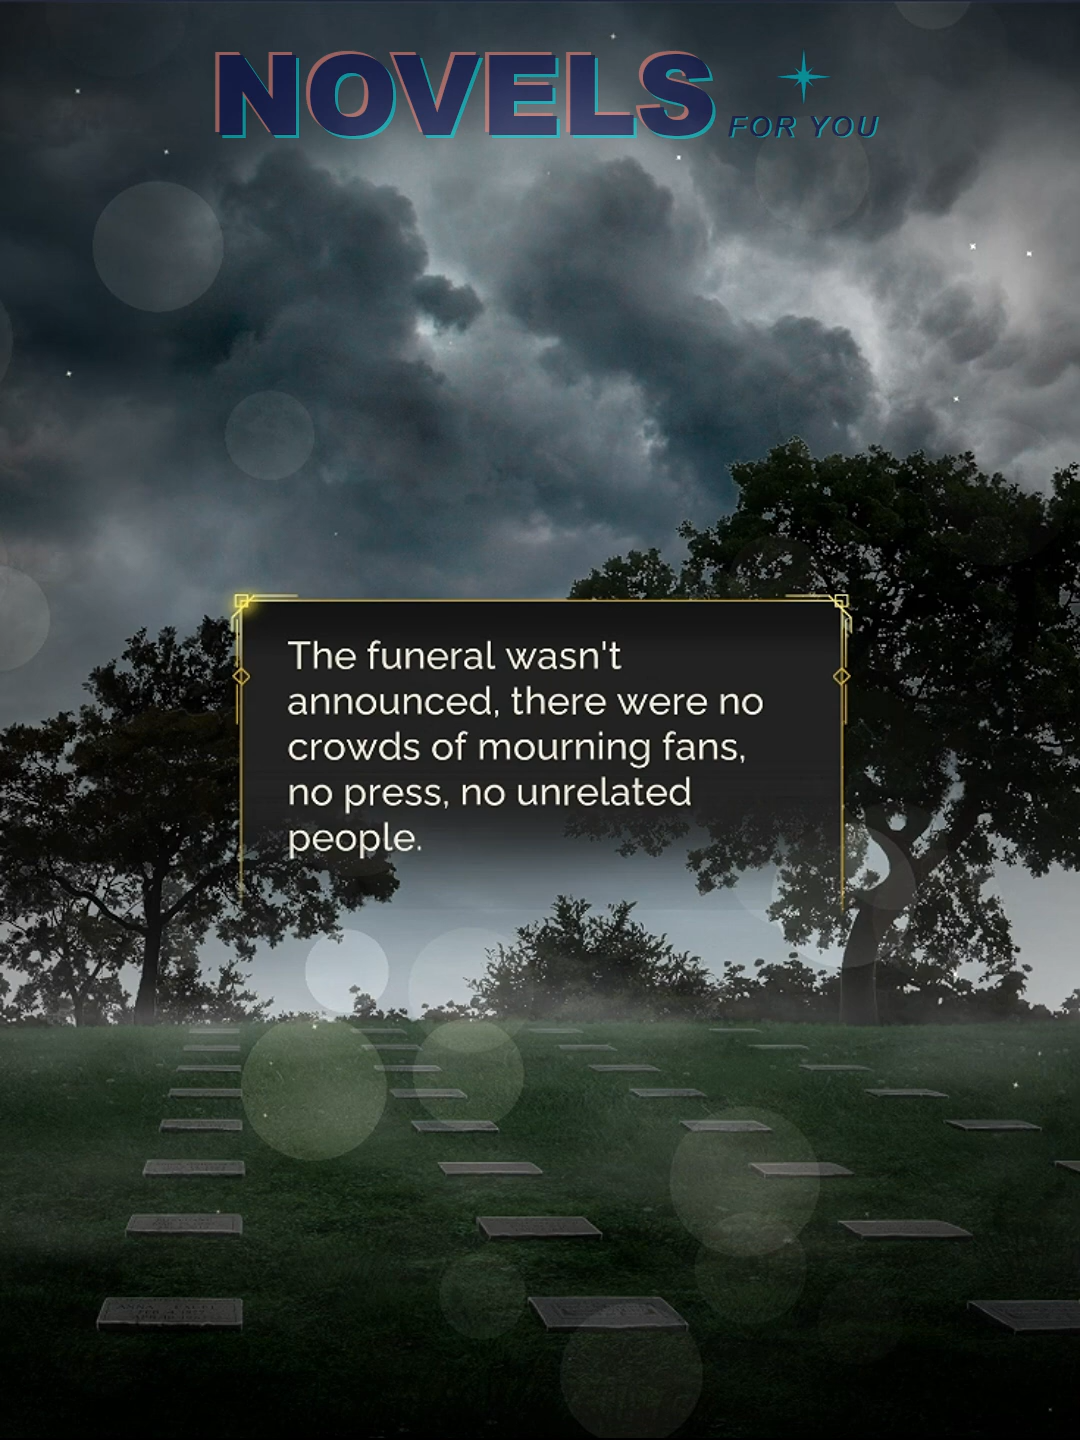 NOVELS
FOR YOU
The funeral wasn't
announced, there were no
crowds of mourning fans,
no press, no unrelated
people.